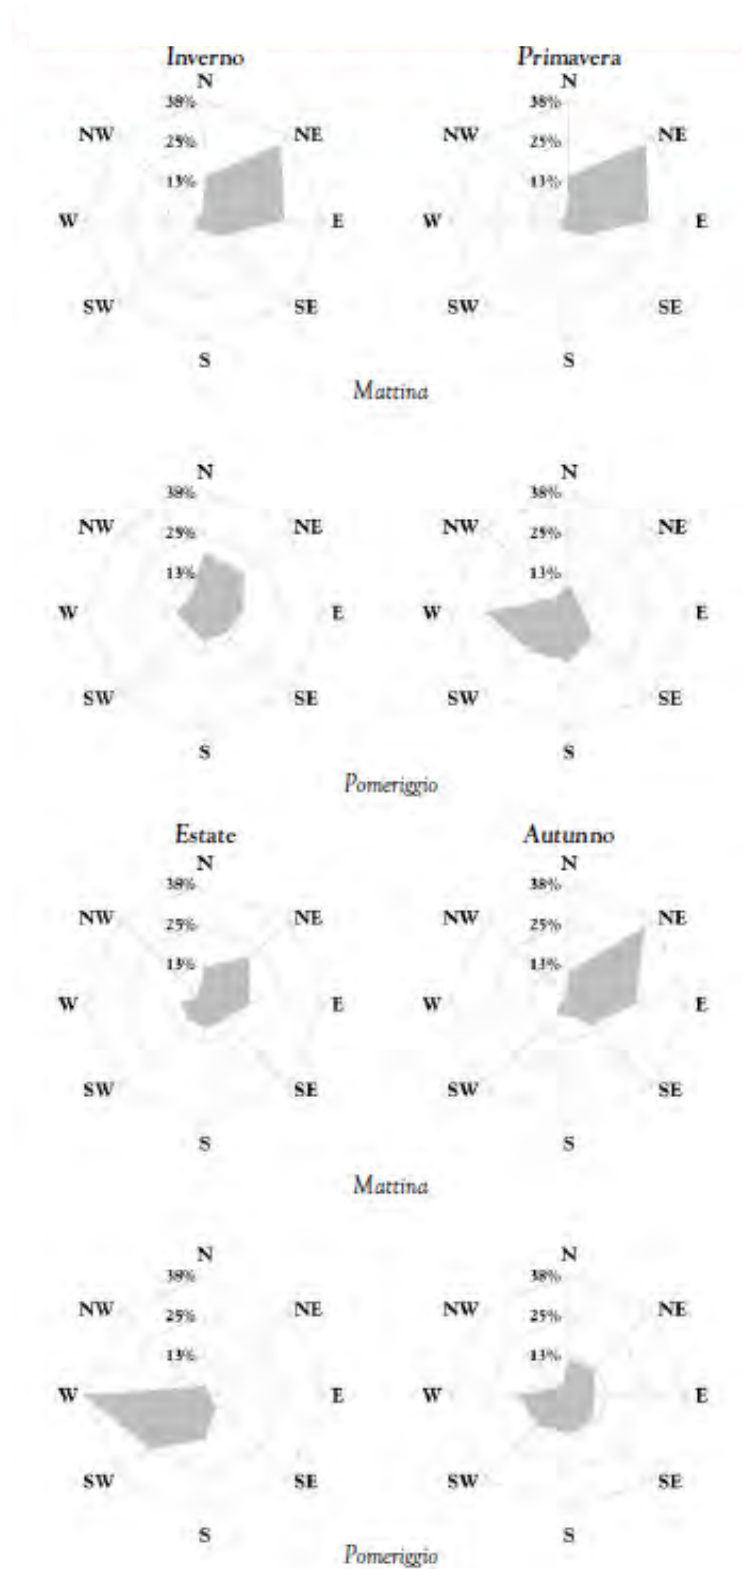 Inverno Primavera
N N
38% 38%
NW 25% NE NW 25% NE
13% 13%
W E W E
SW SE SW SE
S S
Mattina
N N
38% 38%
NW 25% NE NW 25% NE
13% 13%
W E W E
SW SE SW SE
S S
Pomeriggio
Estate Autunno
N N
38% 38%
NW 25% NE NW 25% NE
13% 13%
W E W E
SW SE SW SE
S S
Mattina
N N
38% 38%
NW 25% NE NW 25% NE
13% 13%
W E W E
SW SE SW SE
S S
Pomeriggio